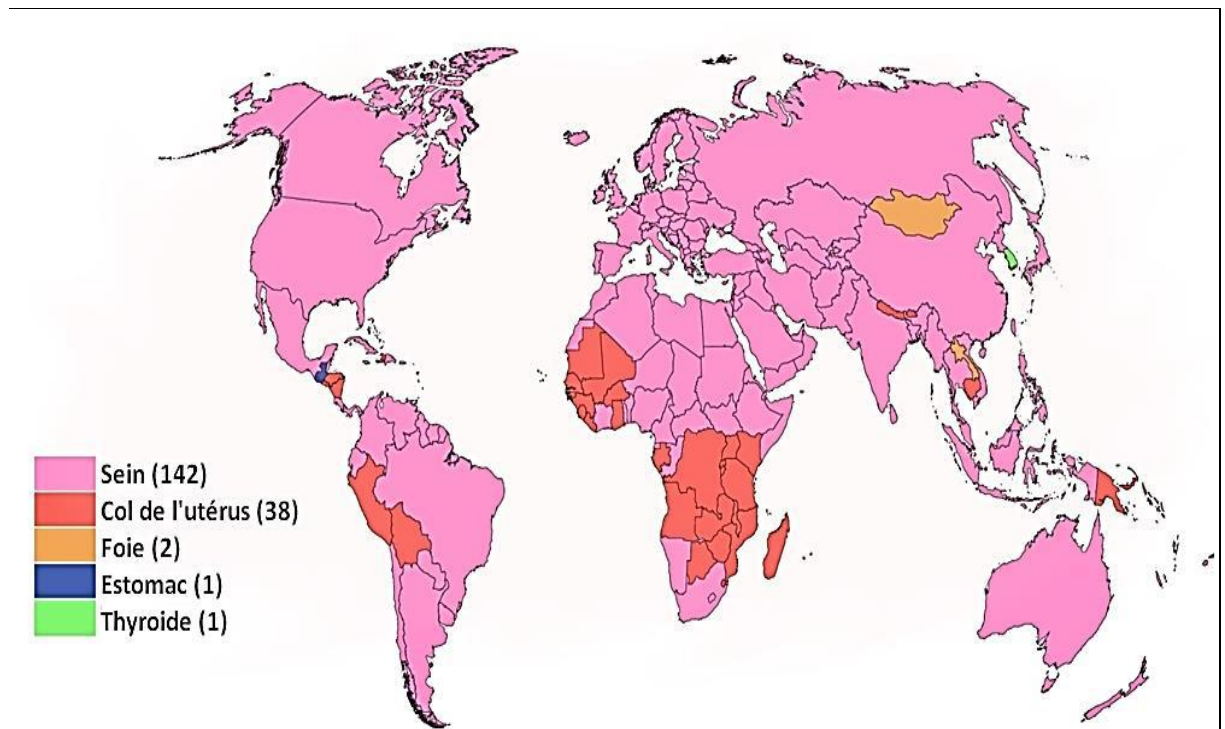 Sein (142)
Col de l'utérus (38)
Foie (2)
Estomac (1)
Thyroide (1)